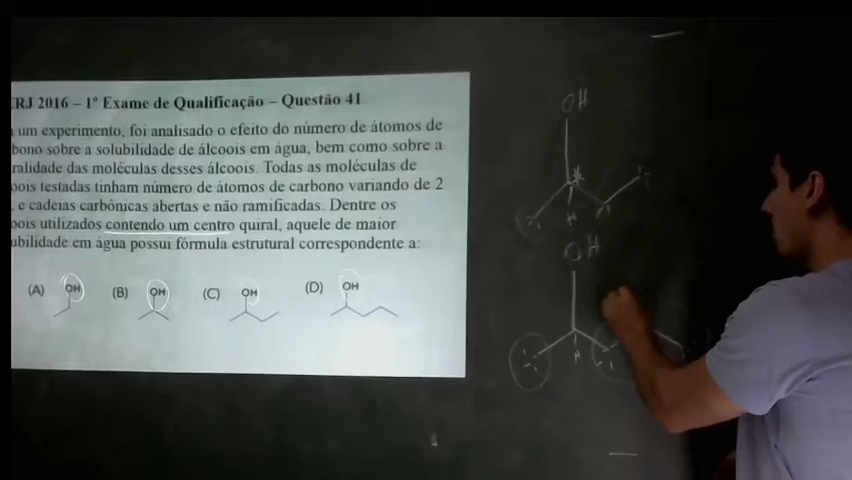 ERJ 2016 – 1º Exame de Qualificação – Questão 41
um experimento, foi analisado o efeito do número de átomos de
bono sobre a solubilidade de álcoois em água, bem como sobre a
ralidade das moléculas desses álcoois. Todas as moléculas de
oois testadas tinham número de átomos de carbono variando de 2
e cadeias carbônicas abertas e não ramificadas. Dentre os
oois utilizados contendo um centro quiral, aquele de maior
ubilidade em água possui fórmula estrutural correspondente a:
(A) OH (B) OH (C) OH (D) OH
OH
*
H
OH
H